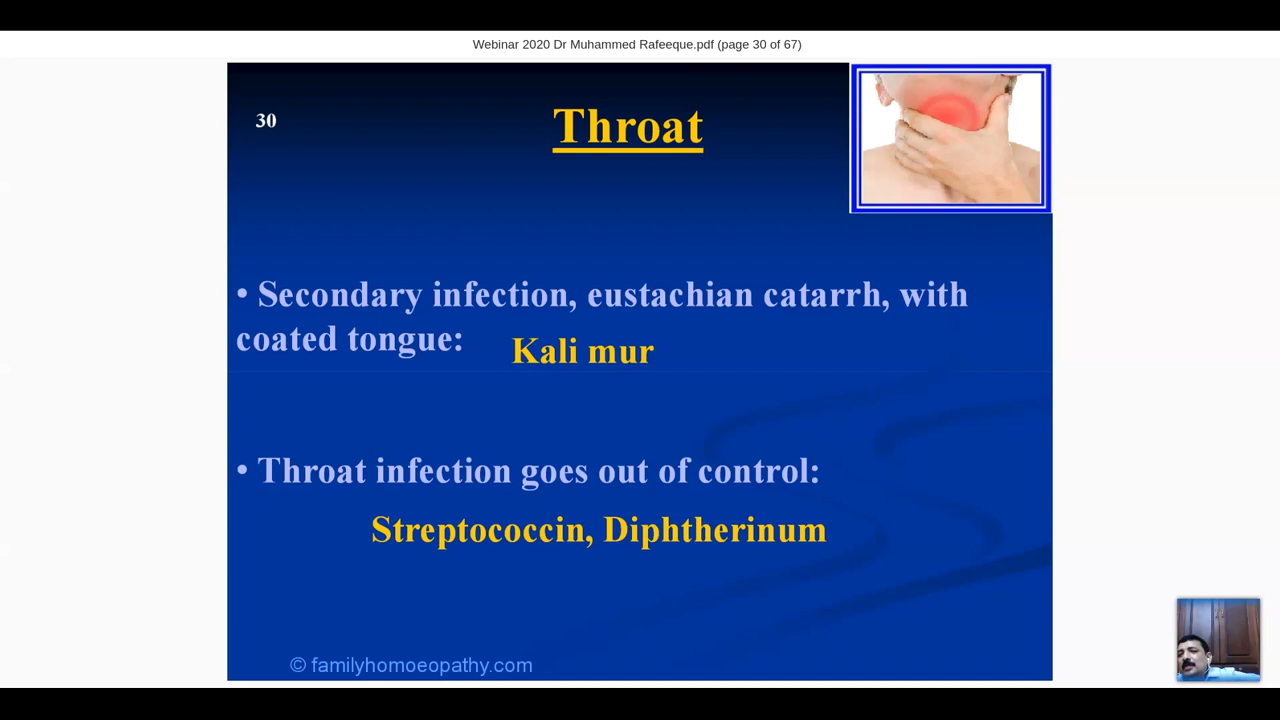 Webinar 2020 Dr Muhammed Rafeeque.pdf (page 30 of 67)
30
Throat
• Secondary infection, eustachian catarrh, with
coated tongue:
Kali mur
• Throat infection goes out of control:
Streptococcin, Diphtherinum
© familyhomoeopathy.com